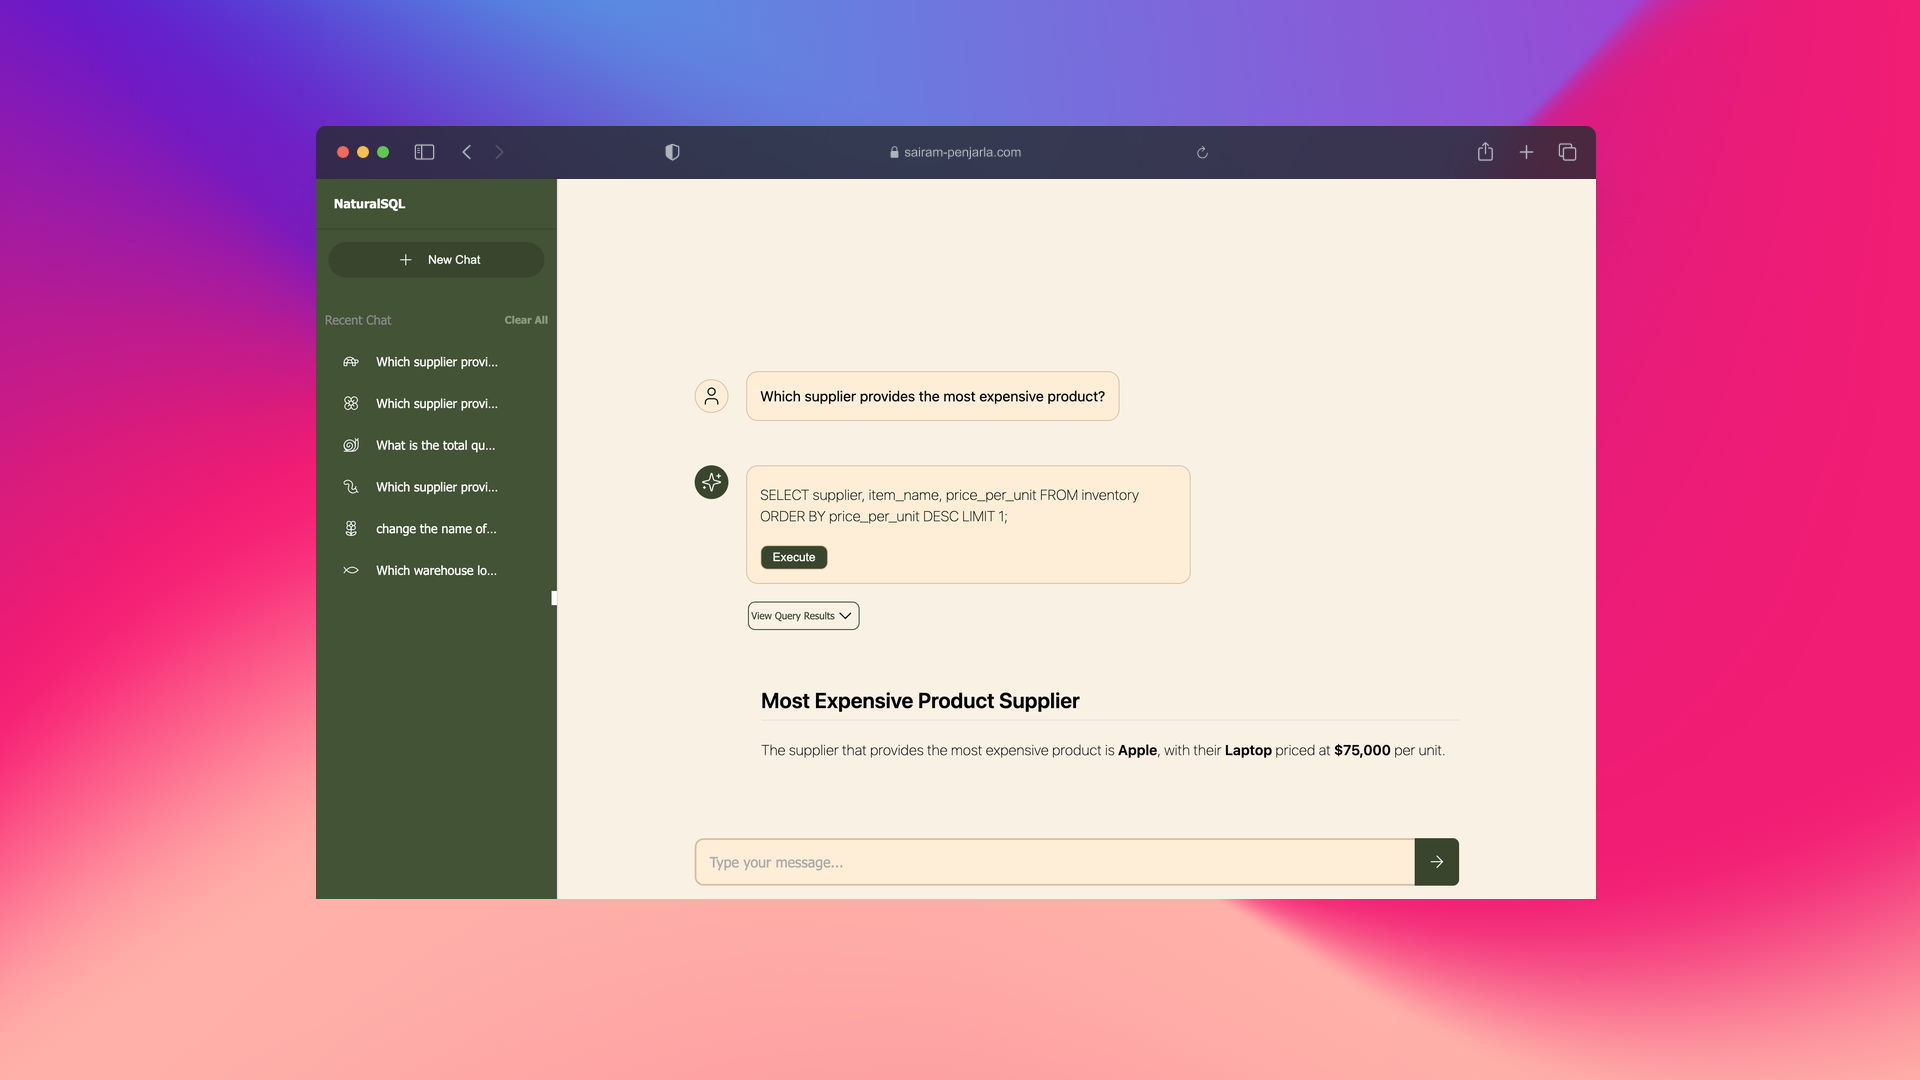 sairam-penjarla.com
NaturalSQL
New Chat
Recent Chat
Clear All
Which supplier provi...
Which supplier provi...
What is the total qu...
Which supplier provi...
change the name of...
Which warehouse lo...
Which supplier provides the most expensive product?
SELECT supplier, item_name, price_per_unit FROM inventory
ORDER BY price_per_unit DESC LIMIT 1;
Execute
View Query Results
Most Expensive Product Supplier
The supplier that provides the most expensive product is Apple, with their Laptop priced at $75,000 per unit.
Type your message...